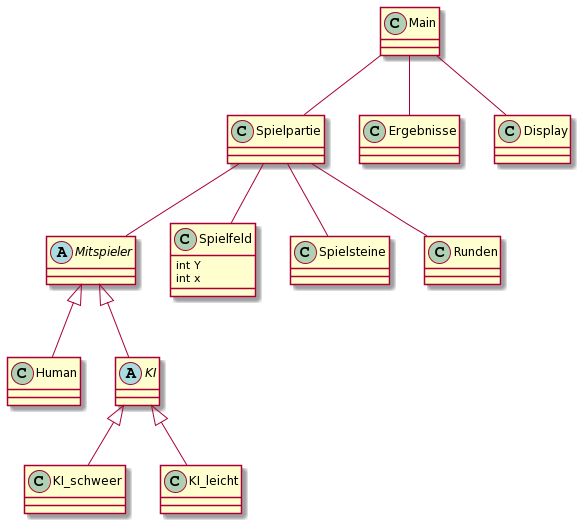 C Main
C Spielpartie
C Ergebnisse
C Display
A Mitspieler
C Spielfeld
int Y
int x
C Spielsteine
C Runden
C Human
A KI
C KI_schweer
C KI_leicht